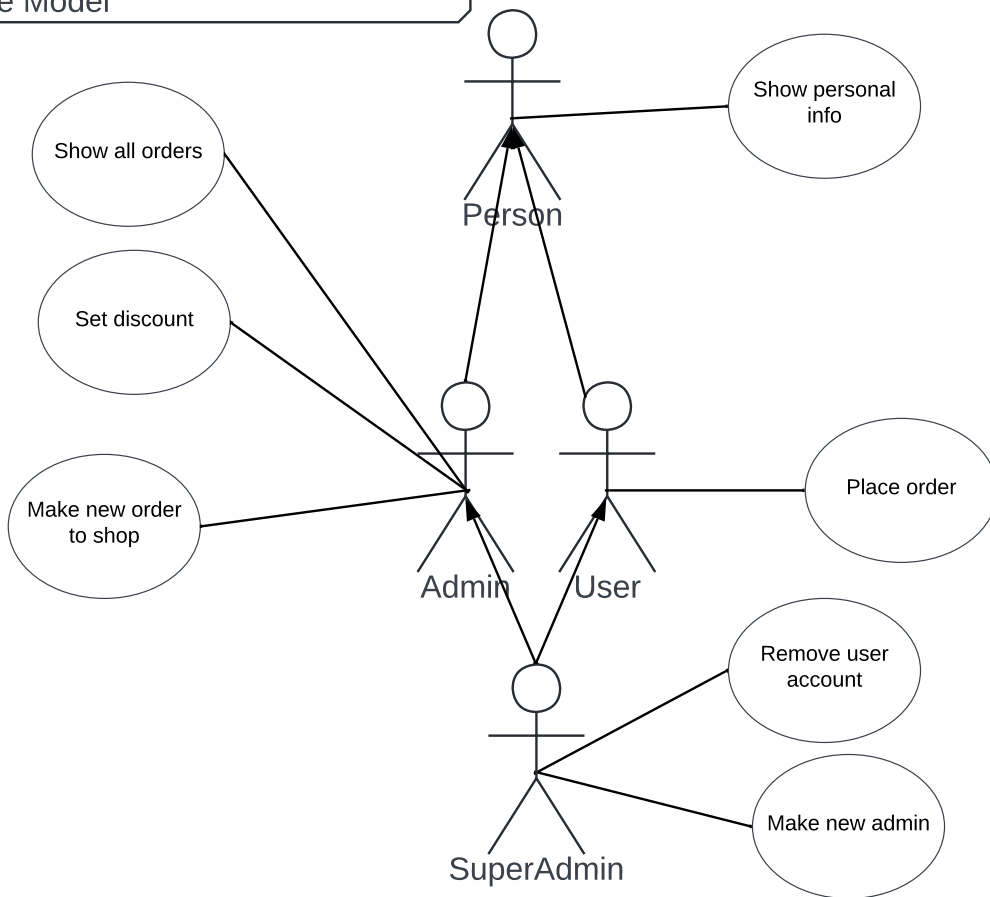 e Model
Show personal
info
Show all orders
Person
Set discount
Make new order
to shop
Place order
Admin
User
Remove user
account
Make new admin
SuperAdmin